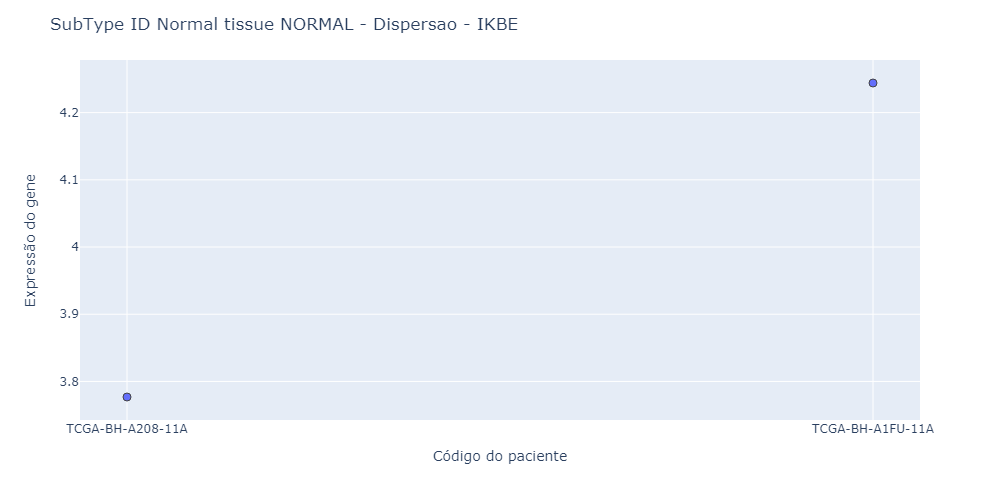 SubType ID Normal tissue NORMAL - Dispersao - IKBE
Expressão do gene
4.2
4.1
4
3.9
3.8
TCGA-BH-A208-11A
TCGA-BH-A1FU-11A
Código do paciente